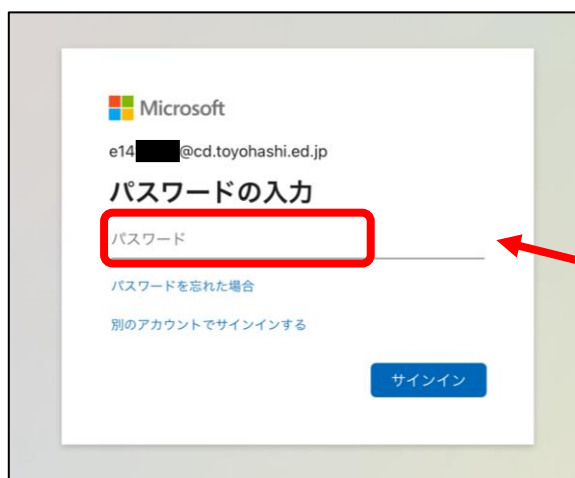 Microsoft
e14 @cd.toyohashi.ed.jp
パスワードの入力
パスワード
パスワードを忘れた場合
別のアカウントでサインインする
サインイン